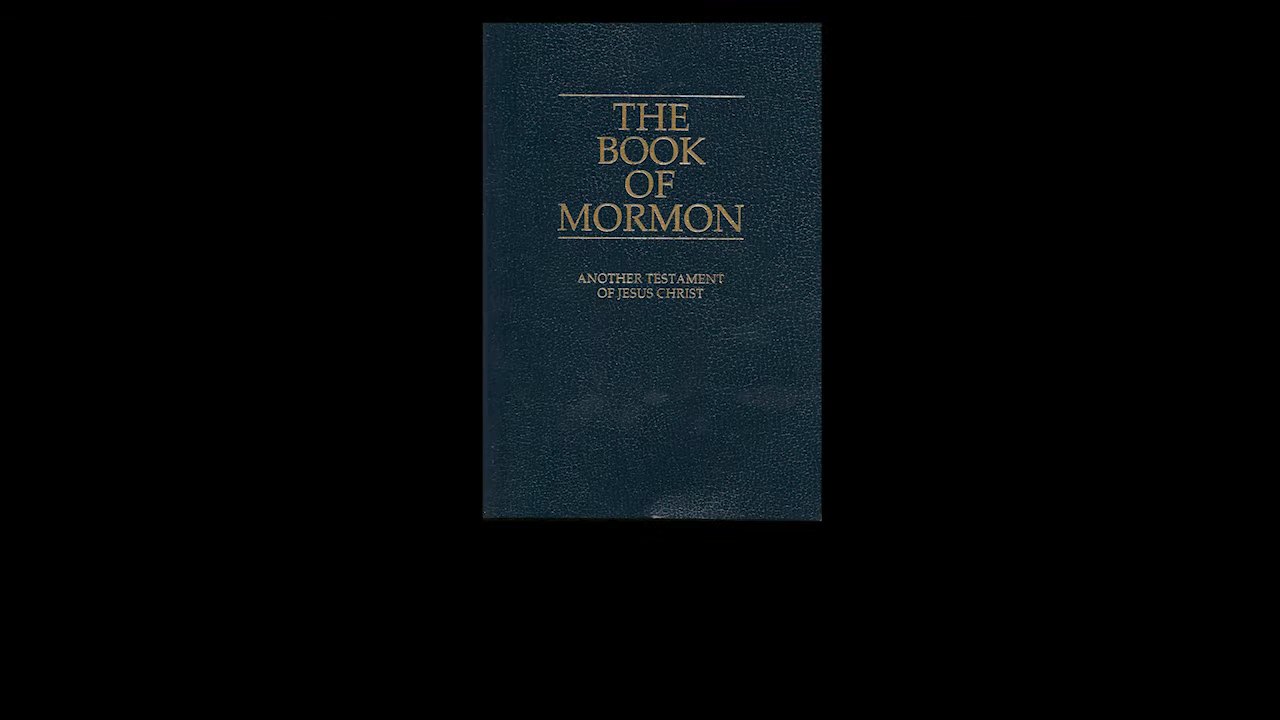 THE
BOOK
OF
MORMON
ANOTHER TESTAMENT
OF JESUS CHRIST